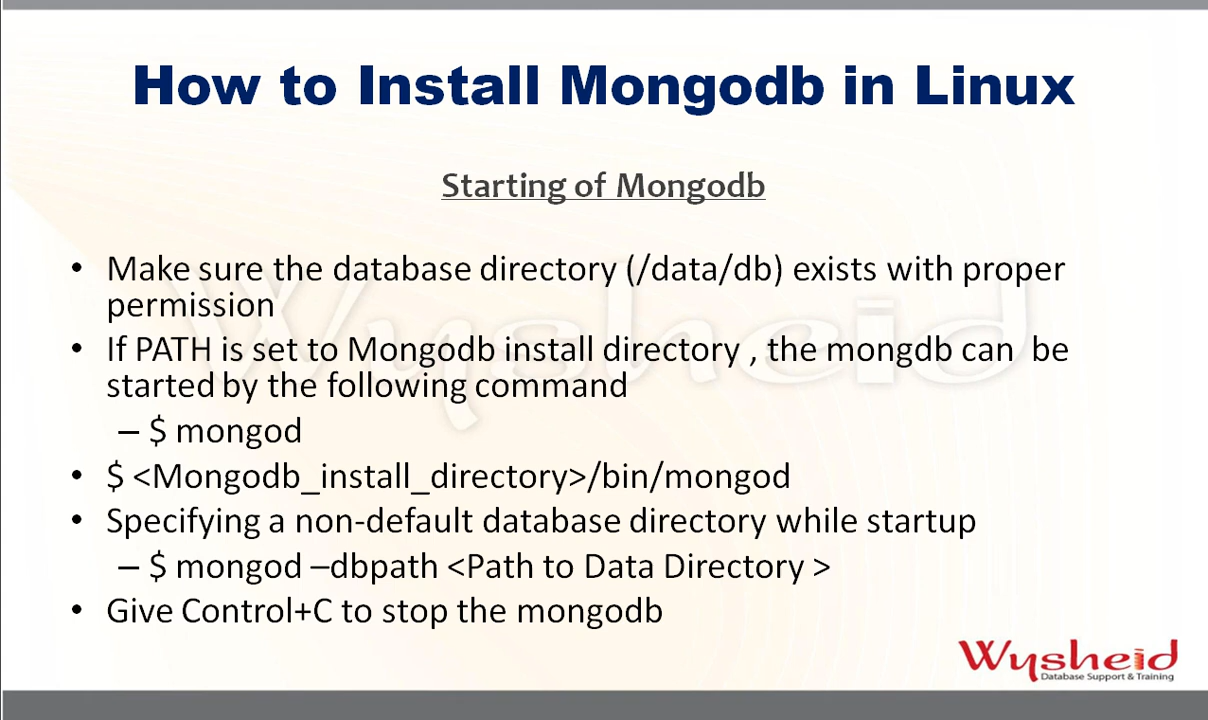 How to Install Mongodb in Linux
Starting of Mongodb
• Make sure the database directory (/data/db) exists with proper
permission
• If PATH is set to Mongodb install directory , the mongdb can be
started by the following command
– $ mongod
• $ <Mongodb_install_directory>/bin/mongod
• Specifying a non-default database directory while startup
– $ mongod –dbpath <Path to Data Directory >
• Give Control+C to stop the mongodb
Wysheid
Wysheid
Database Support & Training